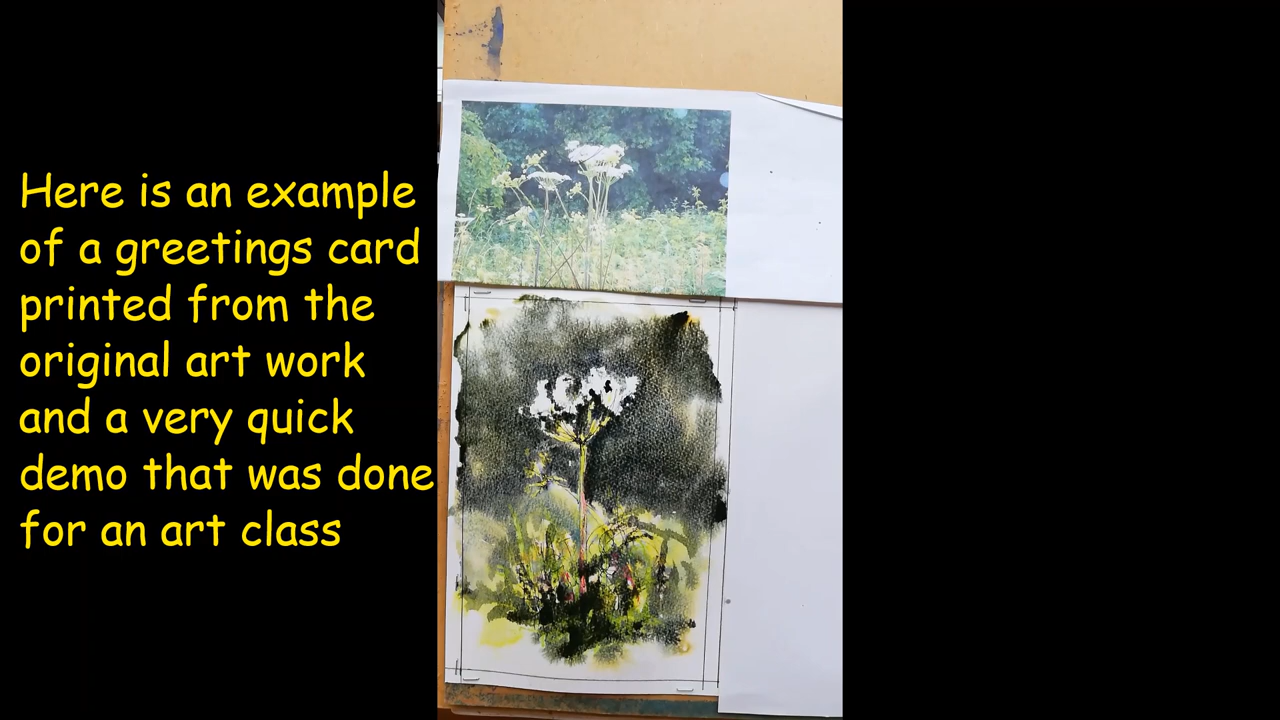 Here is an example
of a greetings card
printed from the
original art work
and a very quick
demo that was done
for an art class